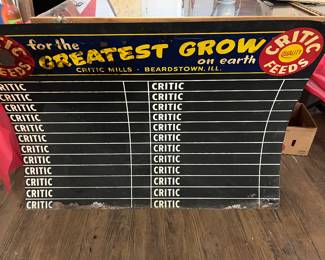 CRITIC
FEEDS
for the
GREATEST GROW
on earth
CRITIC MILLS - BEARDSTOWN, ILL.
CRITIC
QUALITY
FEEDS
RITIC CRITIC
CRITIC CRITIC
CRITIC CRITIC
CRITIC CRITIC
CRITIC CRITIC
CRITIC CRITIC
CRITIC CRITIC
CRITIC CRITIC
CRITIC CRITIC
CRITIC CRITIC
CRITIC CRITIC
CRITIC CRITIC